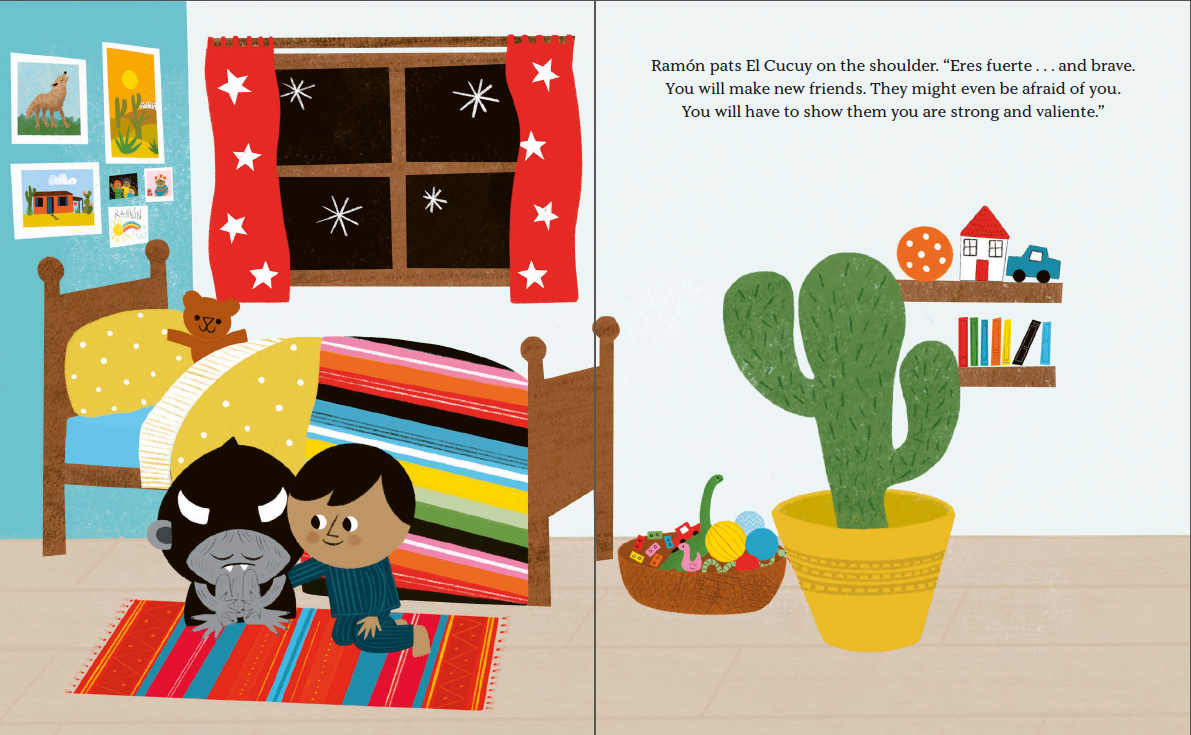 RAMÓN
Ramón pats El Cucuy on the shoulder. “Eres fuerte . . . and brave.
You will make new friends. They might even be afraid of you.
You will have to show them you are strong and valiente.”